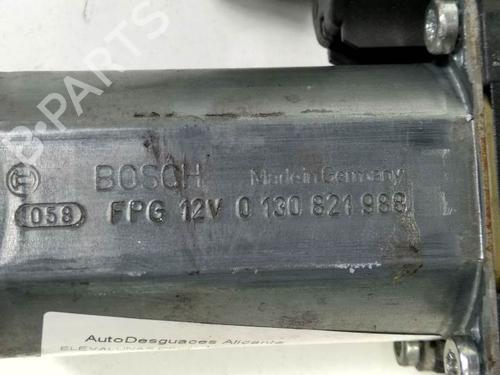 BOSCH Made in Germany
058 FPG 12V 0 130 821 988
AutoDesguaces Alicante
B-PARTS